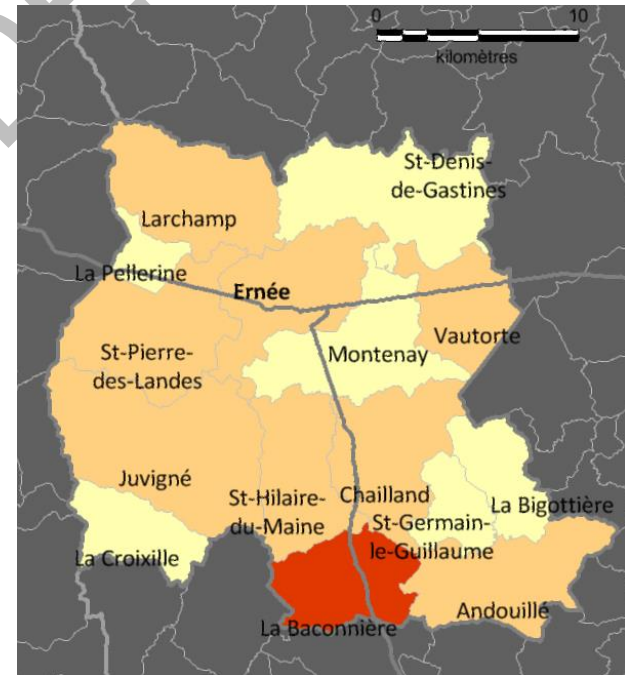 0 10
kilomètres
St-Denis-
de-Gastines
Larchamp
La Pellerine
Ernée
Vautorte
Montenay
St-Pierre-
des-Landes
Juvigné
St-Hilaire-
du-Maine
Chailland
La Bigottière
St-Germain-
le-Guillaume
La Croixille
Andouillé
La Baconnière